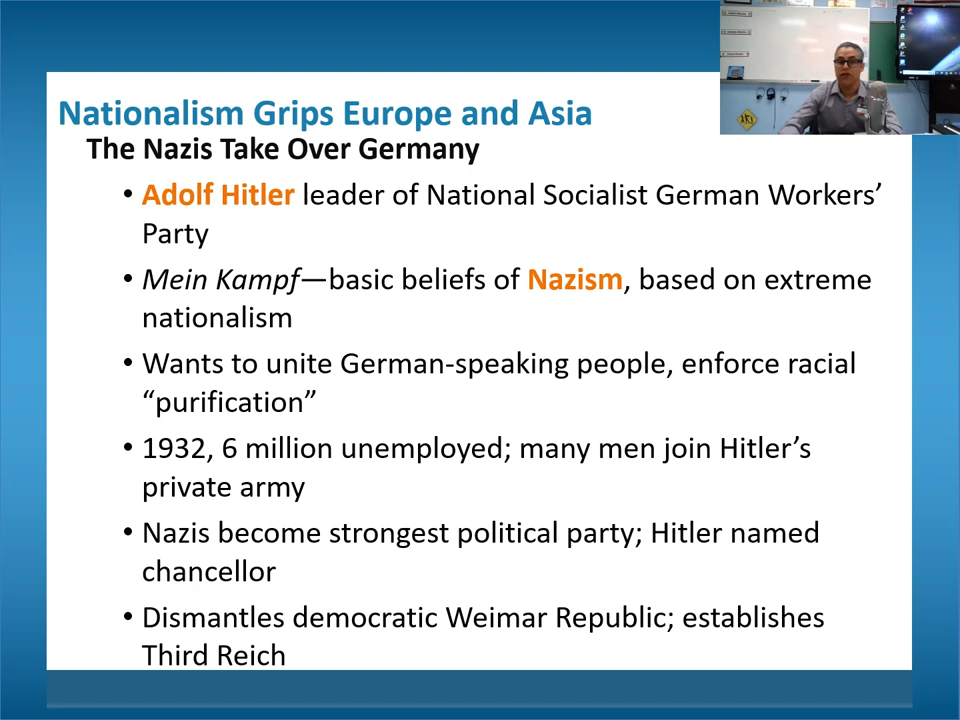 Nationalism Grips Europe and Asia
The Nazis Take Over Germany
• Adolf Hitler leader of National Socialist German Workers’
Party
• Mein Kampf—basic beliefs of Nazism, based on extreme
nationalism
• Wants to unite German-speaking people, enforce racial
“purification”
• 1932, 6 million unemployed; many men join Hitler’s
private army
• Nazis become strongest political party; Hitler named
chancellor
• Dismantles democratic Weimar Republic; establishes
Third Reich